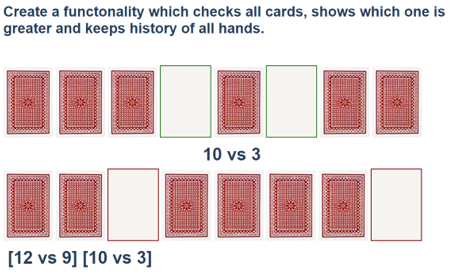 Create a functonality which checks all cards, shows which one is
greater and keeps history of all hands.
10 vs 3
[12 vs 9] [10 vs 3]